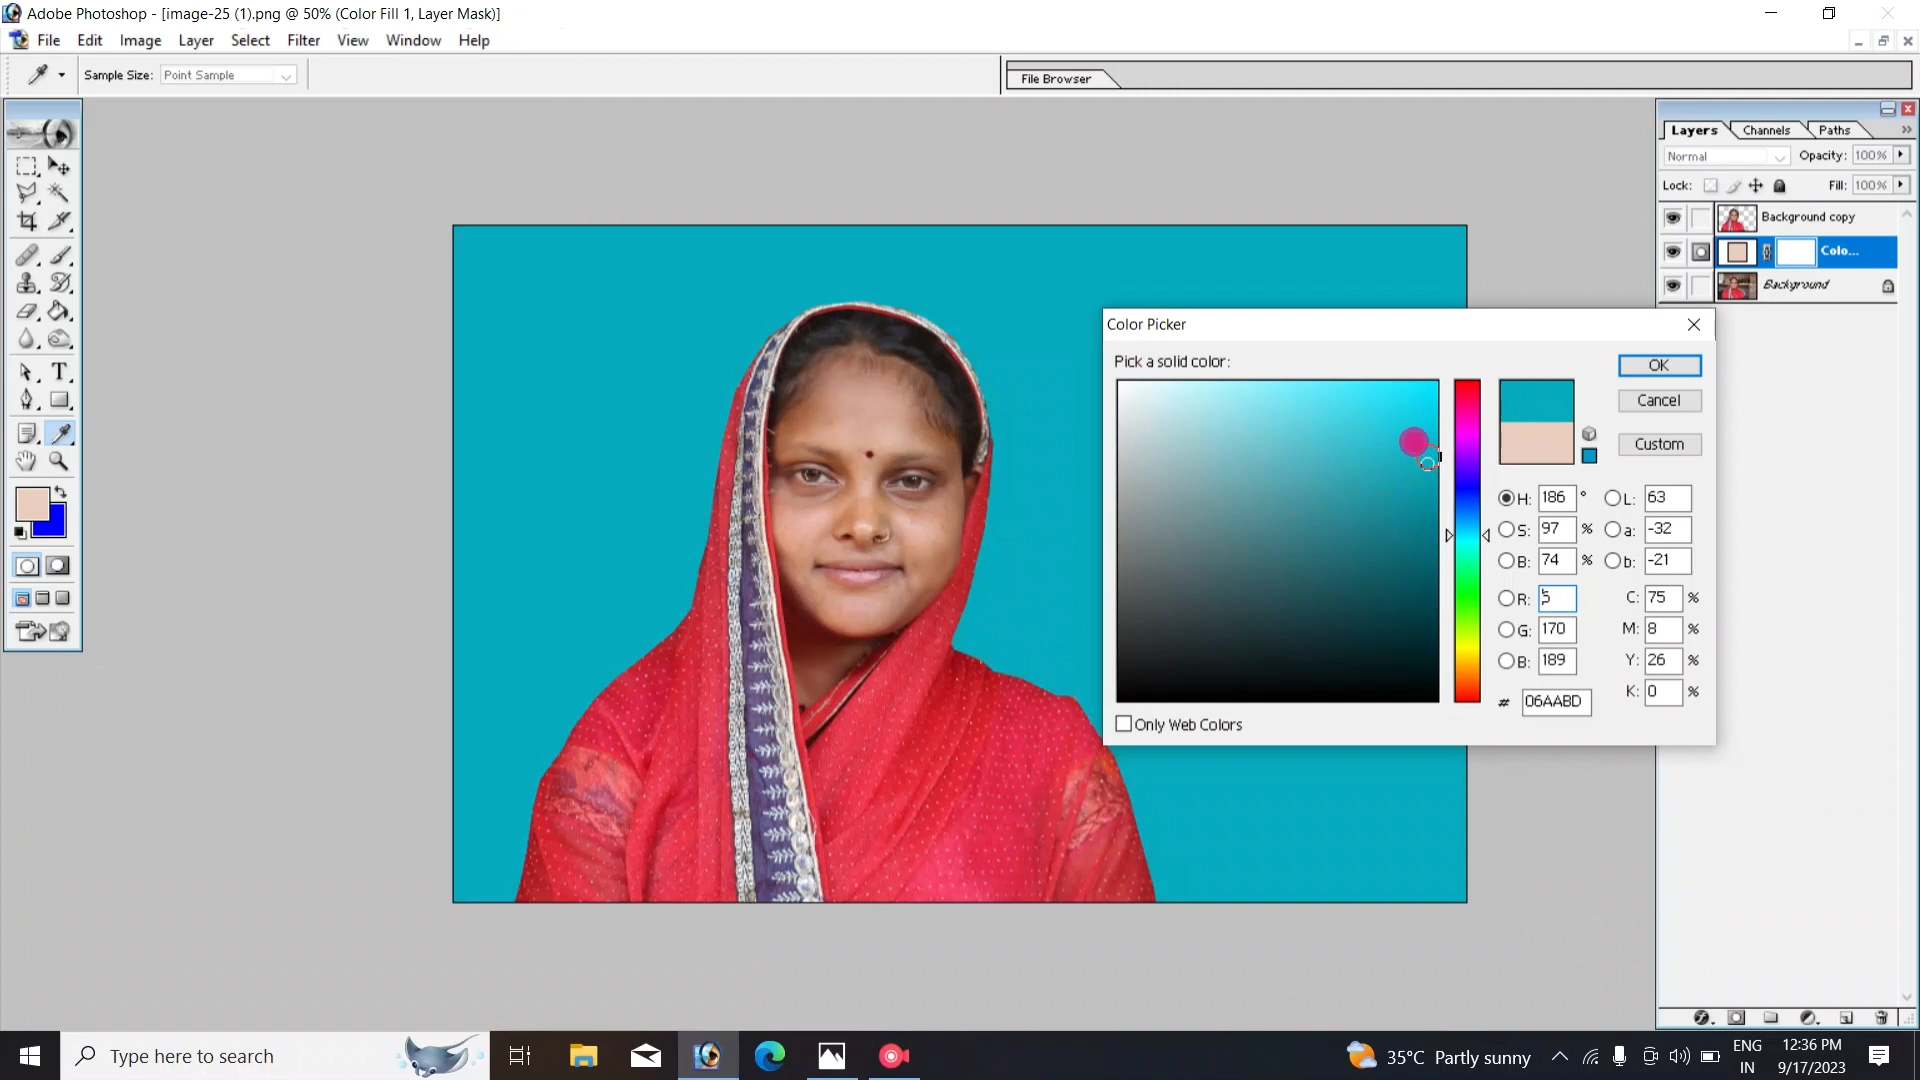 Adobe Photoshop - [image-25 (1).png @ 50% (Color Fill 1, Layer Mask)]
File Edit Image Layer Select Filter View Window Help
Sample Size: Point Sample
File Browser
Layers Channels Paths
Normal Opacity: 100%
Lock: Fill: 100%
Background copy
Colo...
Background
Color Picker
Pick a solid color:
OK
Cancel
Custom
H: 186 ° L: 63
S: 97 % a: -32
B: 74 % b: -21
R: 5 C: 75 %
G: 170 M: 8 %
B: 189 Y: 26 %
K: 0 %
# 06AABD
Only Web Colors
T
Type here to search
35°C Partly sunny
ENG
IN
12:36 PM
9/17/2023